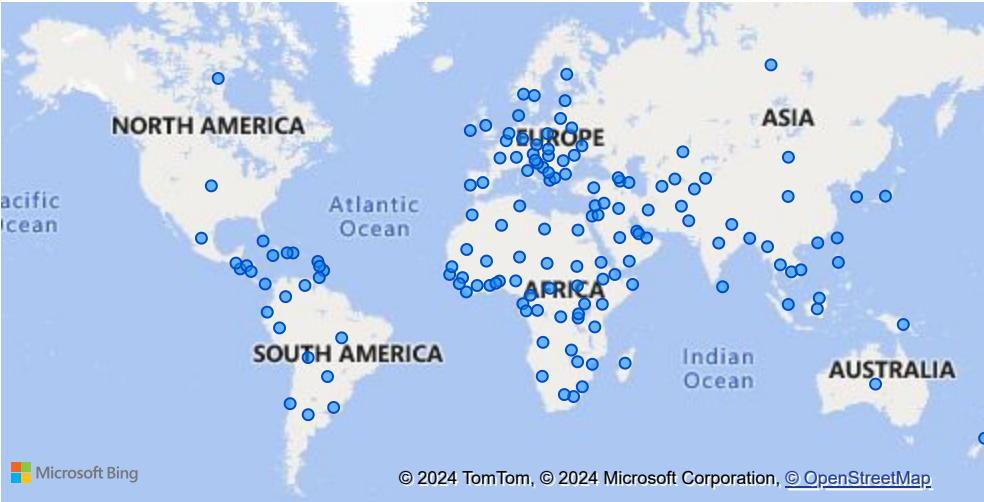 NORTH AMERICA
EUROPE
ASIA
acific
cean
Atlantic
Ocean
AFRICA
SOUTH AMERICA
Indian
Ocean
AUSTRALIA
Microsoft Bing
© 2024 TomTom, © 2024 Microsoft Corporation, © OpenStreetMap